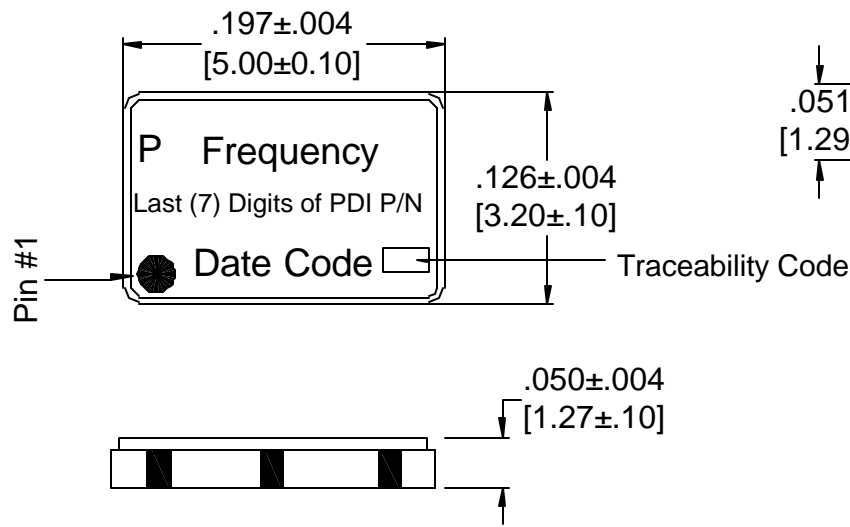 .197±.004
[5.00±0.10]
P Frequency
Last (7) Digits of PDI P/N
Date Code
Pin #1
.126±.004
[3.20±.10]
Traceability Code
.051
[1.29
.050±.004
[1.27±.10]